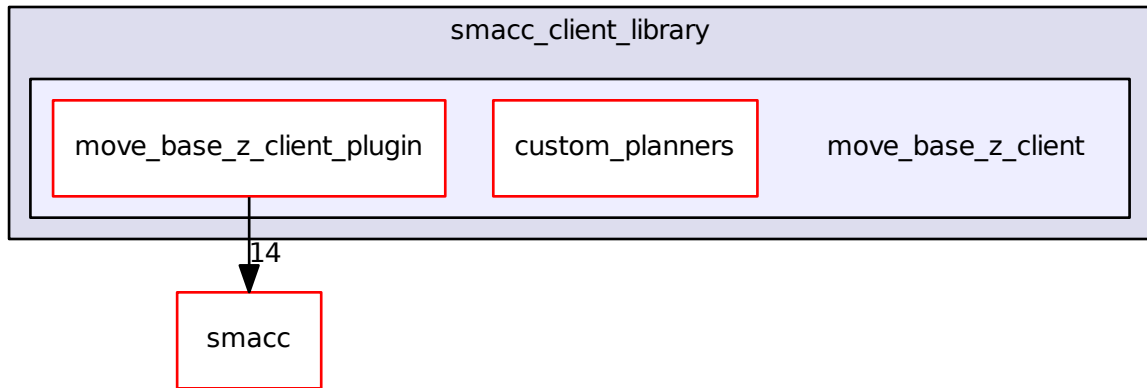 smacc_client_library
move_base_z_client_plugin
custom_planners
move_base_z_client
14
smacc